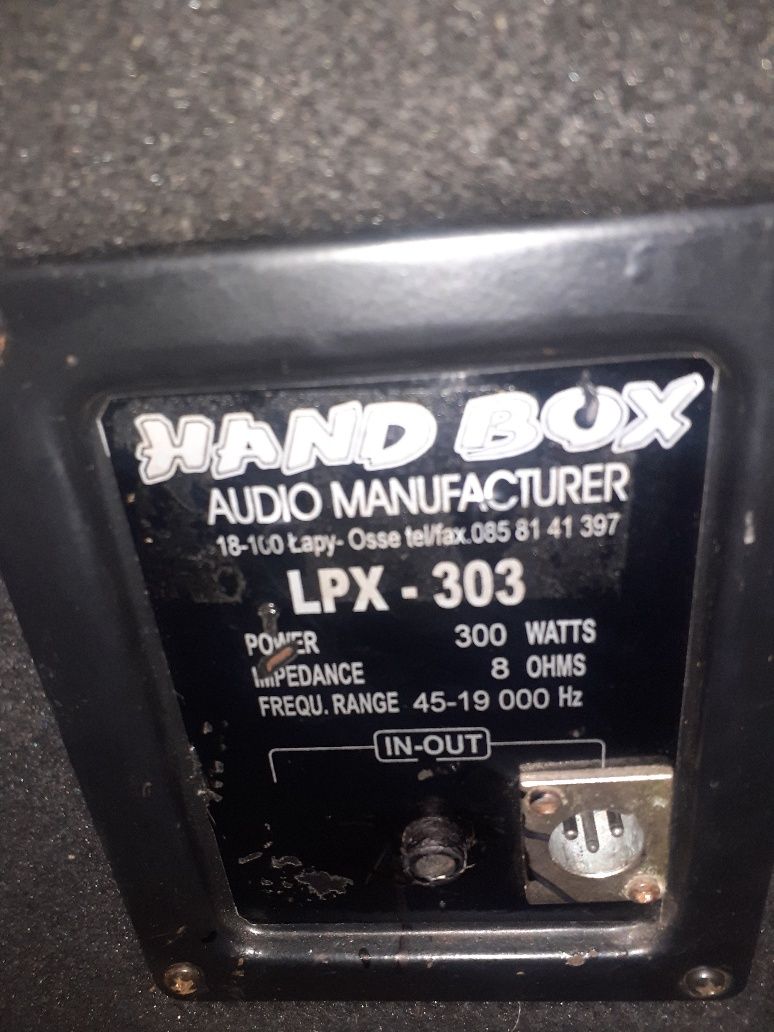 HAND BOX
AUDIO MANUFACTURER
18-100 Łapy- Osse tel/fax.085 81 41 397
LPX - 303
POWER 300 WATTS
IMPEDANCE 8 OHMS
FREQU. RANGE 45-19 000 Hz
IN-OUT